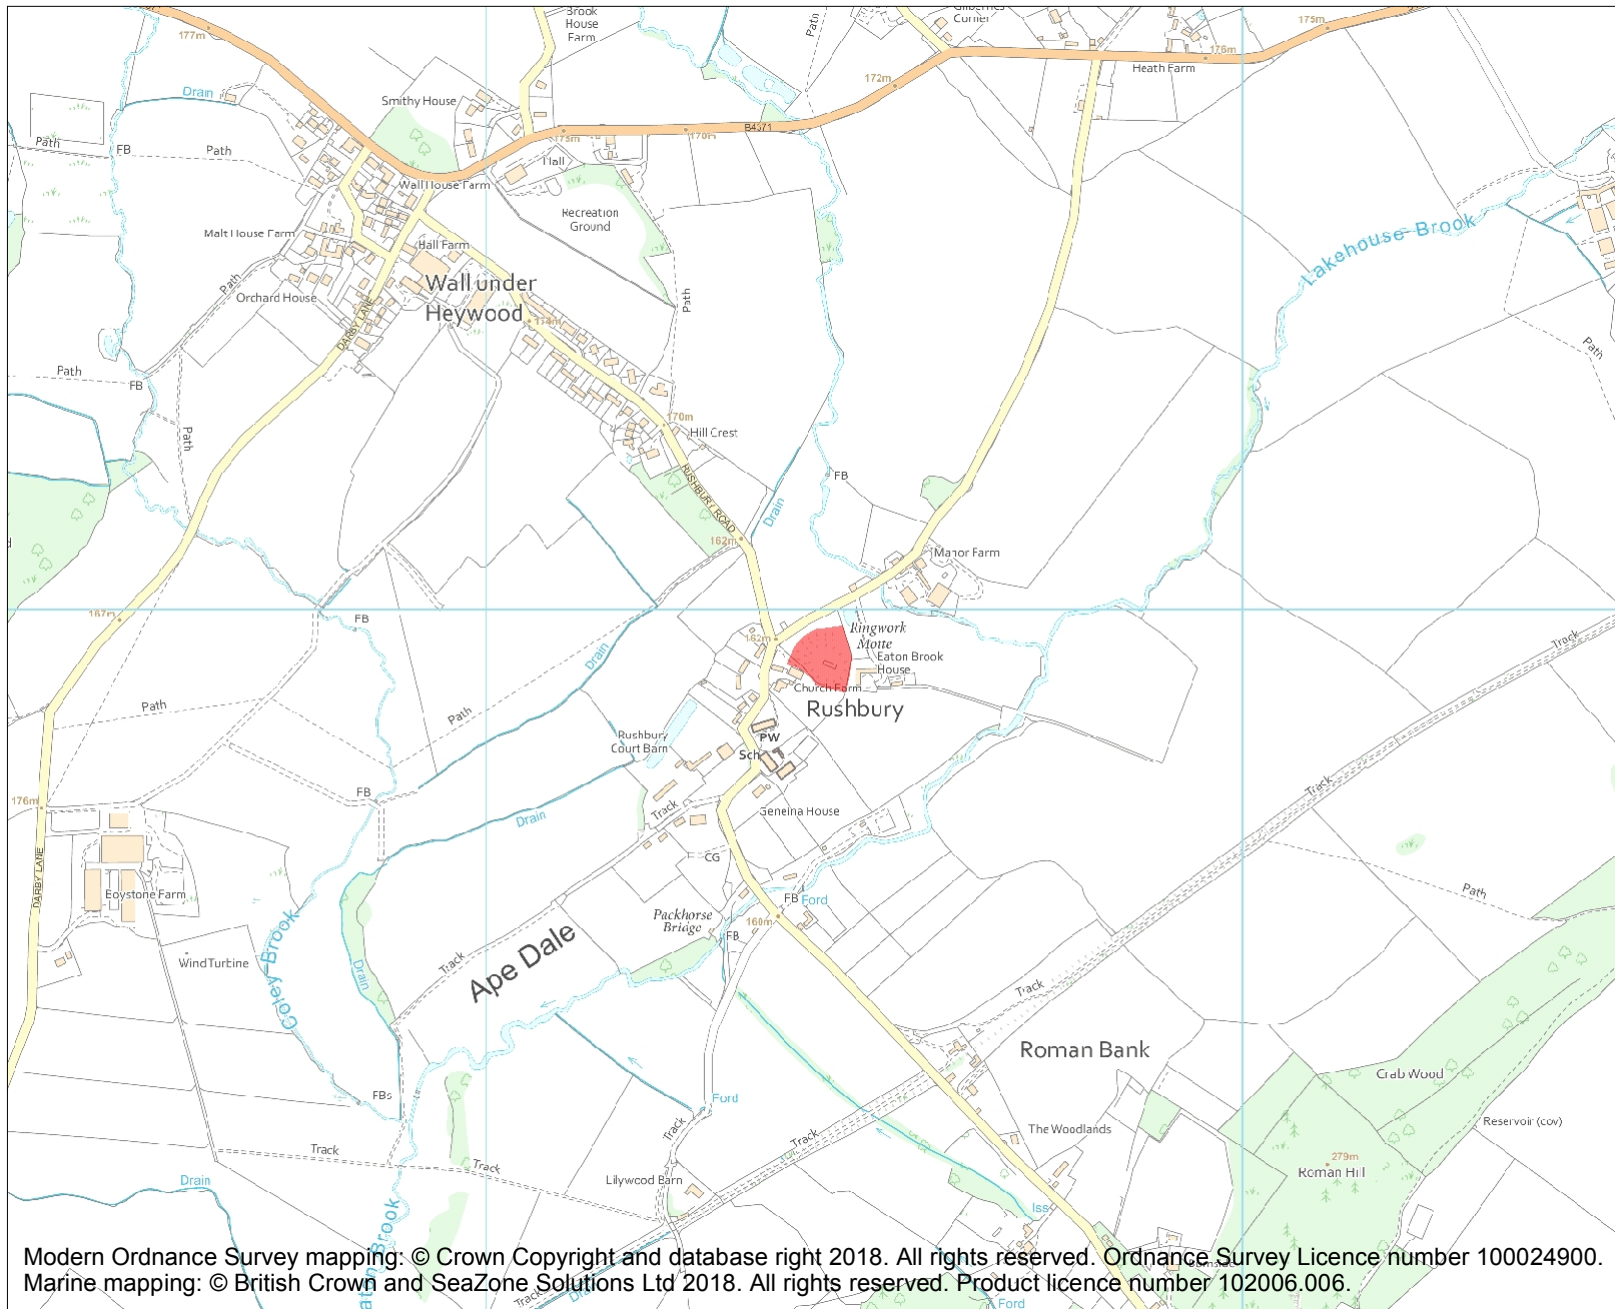 177m
Brook
House
Farm
Path
Corner
175m
172m
176m
Heath Farm
Drain
Smithy House
B4371
175m
170m
Path
FB
Path
Hall
Wall House Farm
Recreation
Ground
Malt House Farm
Hall Farm
Lakehouse Brook
Path
Orchard House
Wall under
Heywood
174m
Path
DARBY LANE
Path
Path
FB
Path
170m
Hill Crest
RUSHBURY ROAD
FB
Drain
162m
Manor Farm
167m
FB
162m
Ringwork
Motte
Eaton Brook
House
Church Farm
Rushbury
Drain
Path
Path
Track
Rushbury
Court Barn
PW
Sch
176m
FB
Track
Geneina House
Track
Drain
CG
DARBY LANE
Path
FB
Ford
160m
Packhorse
Bridge
FB
Wind Turbine
Coley Brook
Drain
Track
Ape Dale
Track
Roman Bank
Crab Wood
FBs
Ford
Track
Track
The Woodlands
Reservoir (cov)
279m
Roman Hill
Track
Track
Drain
Lilywood Barn
Iss
Modern Ordnance Survey mapping: © Crown Copyright and database right 2018. All rights reserved. Ordnance Survey Licence number 100024900.
Marine mapping: © British Crown and SeaZone Solutions Ltd 2018. All rights reserved. Product licence number 102006.006.
Track
Ford